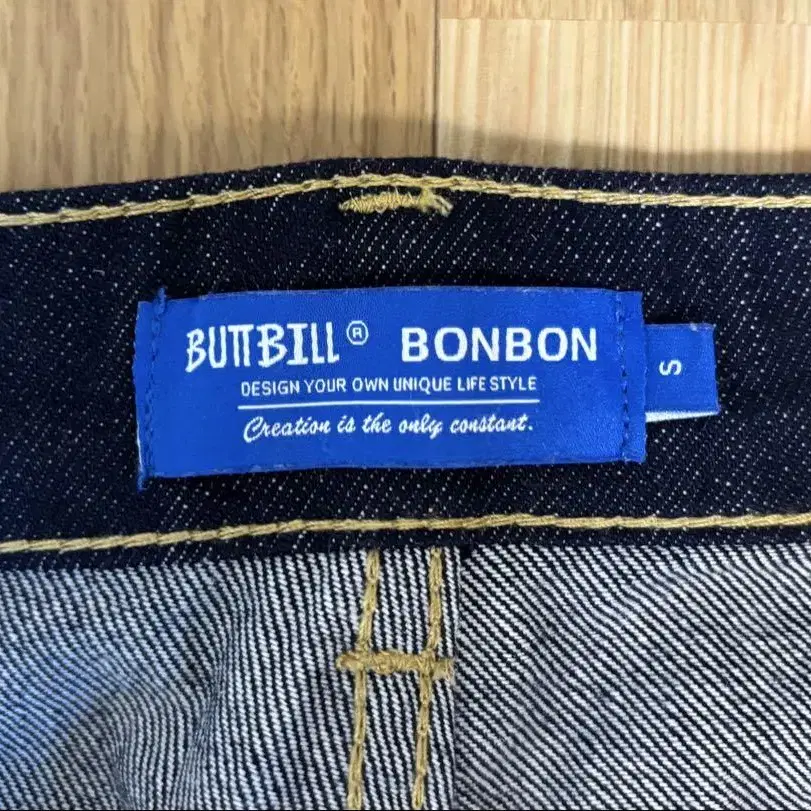 BUTTBILL® BONBON
DESIGN YOUR OWN UNIQUE LIFE STYLE
Creation is the only constant.
S